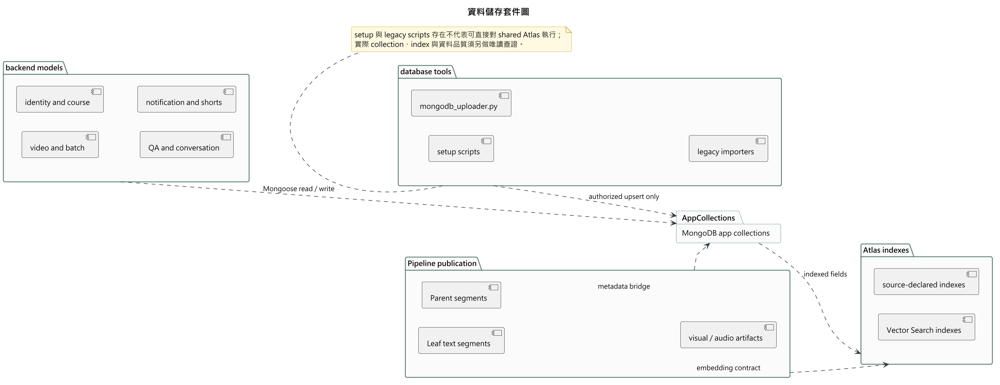 資料儲存套件圖
setup 與 legacy scripts 存在不代表可直接對 shared Atlas 執行；
實際 collection、index 與資料品質須另做唯讀查證。
backend models
identity and course
notification and shorts
video and batch
QA and conversation
database tools
mongodb_uploader.py
setup scripts
legacy importers
Mongoose read / write
authorized upsert only
AppCollections
MongoDB app collections
Pipeline publication
Parent segments
metadata bridge
Leaf text segments
visual / audio artifacts
embedding contract
indexed fields
Atlas indexes
source-declared indexes
Vector Search indexes